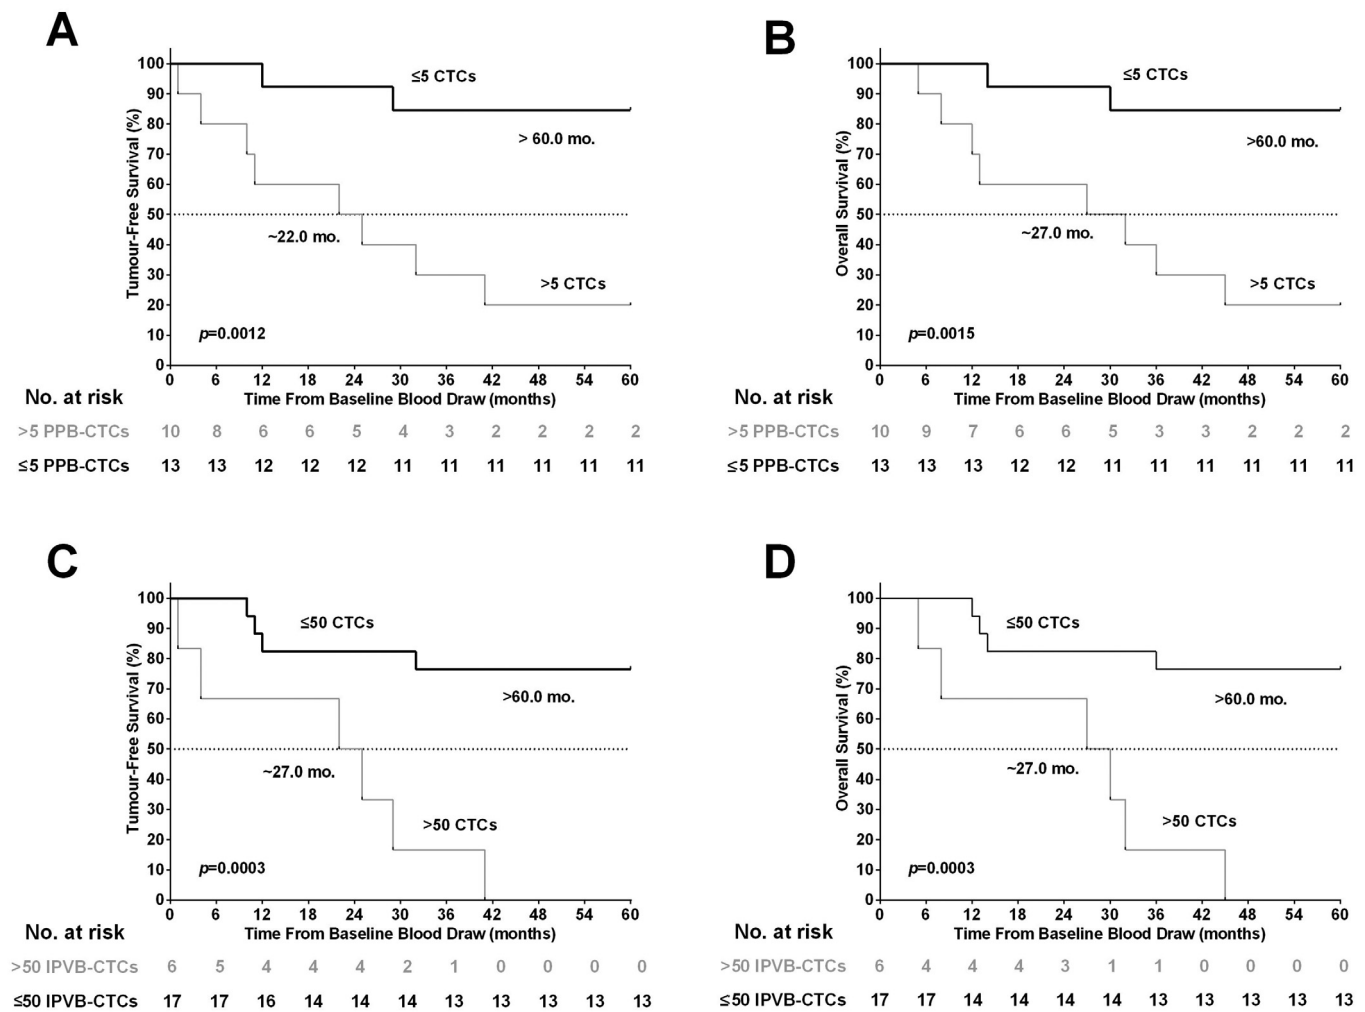 A
Tumour-Free Survival (%)
100
90
80
70
60
50
40
30
20
10
0
≤5 CTCs
> 60.0 mo.
~22.0 mo.
>5 CTCs
p=0.0012
0 6 12 18 24 30 36 42 48 54 60
Time From Baseline Blood Draw (months)
No. at risk
>5 PPB-CTCs 10 8 6 6 5 4 3 2 2 2 2
≤5 PPB-CTCs 13 13 12 12 12 11 11 11 11 11 11
B
Overall Survival (%)
100
90
80
70
60
50
40
30
20
10
0
≤5 CTCs
>60.0 mo.
~27.0 mo.
>5 CTCs
p=0.0015
0 6 12 18 24 30 36 42 48 54 60
Time From Baseline Blood Draw (months)
No. at risk
>5 PPB-CTCs 10 9 7 6 6 5 3 3 2 2 2
≤5 PPB-CTCs 13 13 13 12 12 11 11 11 11 11 11
C
Tumour-Free Survival (%)
100
90
80
70
60
50
40
30
20
10
0
≤50 CTCs
>60.0 mo.
~27.0 mo.
>50 CTCs
p=0.0003
0 6 12 18 24 30 36 42 48 54 60
Time From Baseline Blood Draw (months)
No. at risk
>50 IPVB-CTCs 6 5 4 4 4 2 1 0 0 0 0
≤50 IPVB-CTCs 17 17 16 14 14 14 13 13 13 13 13
D
Overall Survival (%)
100
90
80
70
60
50
40
30
20
10
0
≤50 CTCs
>60.0 mo.
~27.0 mo.
>50 CTCs
p=0.0003
0 6 12 18 24 30 36 42 48 54 60
Time From Baseline Blood Draw (months)
No. at risk
>50 IPVB-CTCs 6 4 4 4 3 1 1 0 0 0 0
≤50 IPVB-CTCs 17 17 14 14 14 14 13 13 13 13 13